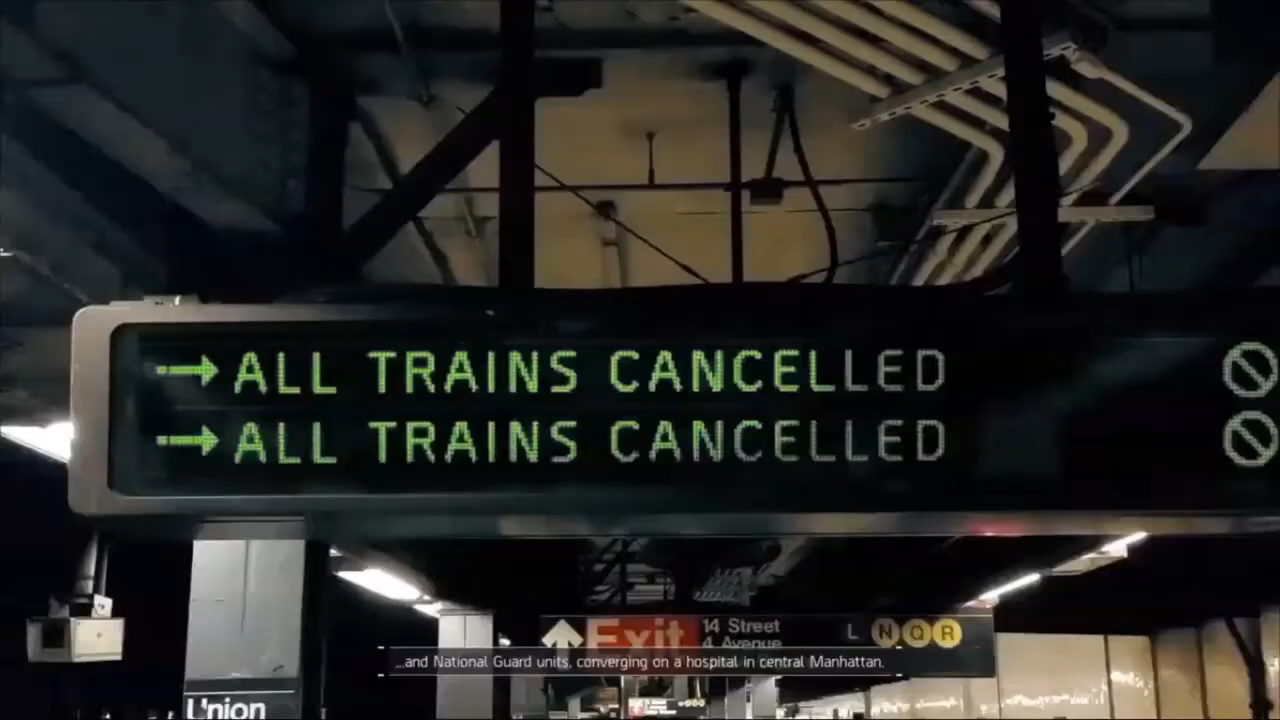 ALL TRAINS CANCELLED
ALL TRAINS CANCELLED
Exit
14 Street
4 Avenue
L N Q R
...and National Guard units, converging on a hospital in central Manhattan.
Union